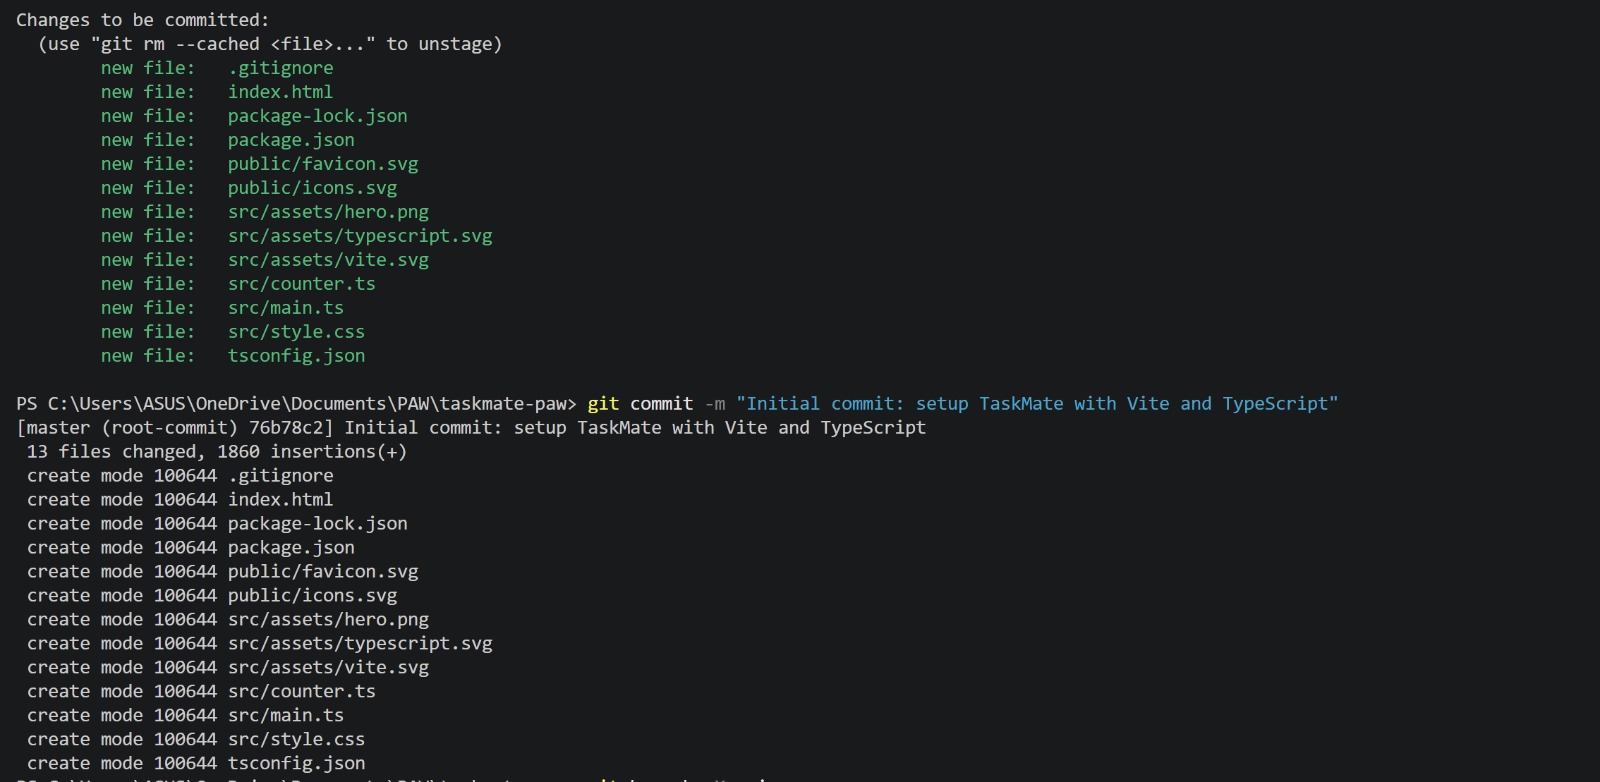 Changes to be committed:
  (use "git rm --cached <file>..." to unstage)
        new file:   .gitignore
        new file:   index.html
        new file:   package-lock.json
        new file:   package.json
        new file:   public/favicon.svg
        new file:   public/icons.svg
        new file:   src/assets/hero.png
        new file:   src/assets/typescript.svg
        new file:   src/assets/vite.svg
        new file:   src/counter.ts
        new file:   src/main.ts
        new file:   src/style.css
        new file:   tsconfig.json

PS C:\Users\ASUS\OneDrive\Documents\PAW\taskmate-paw> git commit -m "Initial commit: setup TaskMate with Vite and TypeScript"
[master (root-commit) 76b78c2] Initial commit: setup TaskMate with Vite and TypeScript
 13 files changed, 1860 insertions(+)
 create mode 100644 .gitignore
 create mode 100644 index.html
 create mode 100644 package-lock.json
 create mode 100644 package.json
 create mode 100644 public/favicon.svg
 create mode 100644 public/icons.svg
 create mode 100644 src/assets/hero.png
 create mode 100644 src/assets/typescript.svg
 create mode 100644 src/assets/vite.svg
 create mode 100644 src/counter.ts
 create mode 100644 src/main.ts
 create mode 100644 src/style.css
 create mode 100644 tsconfig.json